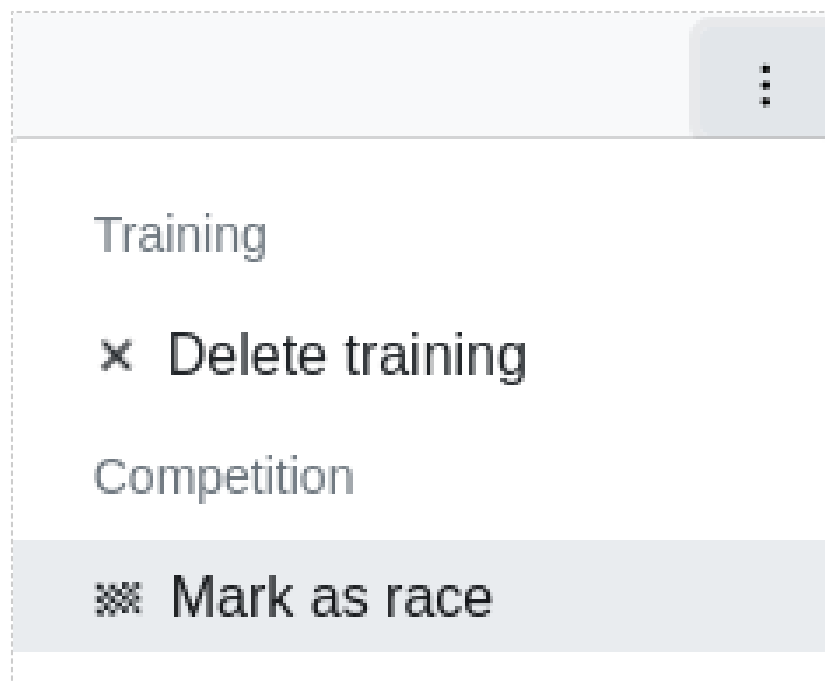 Training
Delete training
Competition
Mark as race